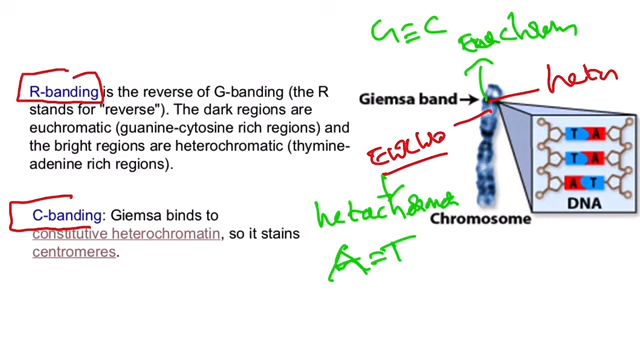 G≡C
R-banding is the reverse of G-banding (the R
stands for "reverse"). The dark regions are
euchromatic (guanine-cytosine rich regions) and
the bright regions are heterochromatic (thymine-
adenine rich regions).
C-banding: Giemsa binds to
constitutive heterochromatin, so it stains
centromeres.
Giemsa band
heta
T A
T A
A T
DNA
Chromosome
A=T